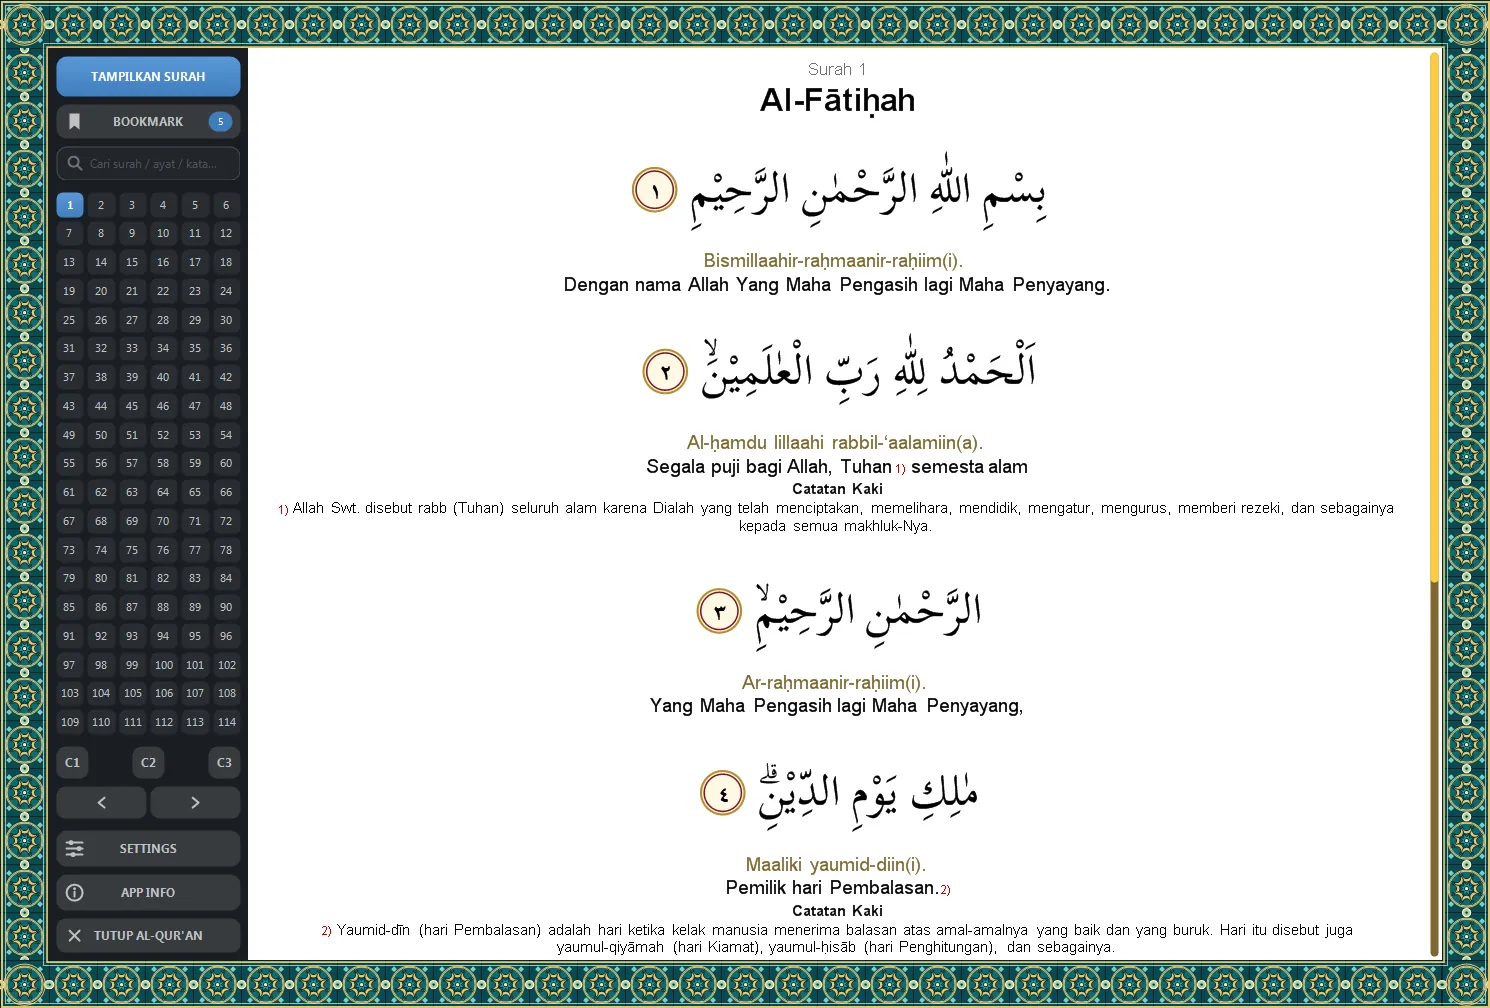 TAMPILKAN SURAH
BOOKMARK 5
Cari surah / ayat / kata...
1 2 3 4 5 6
7 8 9 10 11 12
13 14 15 16 17 18
19 20 21 22 23 24
25 26 27 28 29 30
31 32 33 34 35 36
37 38 39 40 41 42
43 44 45 46 47 48
49 50 51 52 53 54
55 56 57 58 59 60
61 62 63 64 65 66
67 68 69 70 71 72
73 74 75 76 77 78
79 80 81 82 83 84
85 86 87 88 89 90
91 92 93 94 95 96
97 98 99 100 101 102
103 104 105 106 107 108
109 110 111 112 113 114
C1 C2 C3
< >
SETTINGS
APP INFO
TUTUP AL-QUR'AN
Surah 1
Al-Fātiḥah
بِسْمِ اللّٰهِ الرَّحْمٰنِ الرَّحِيْمِ ١
Bismillaahir-raḥmaanir-raḥiim(i).
Dengan nama Allah Yang Maha Pengasih lagi Maha Penyayang.
اَلْحَمْدُ لِلّٰهِ رَبِّ الْعٰلَمِيْنَۙ ٢
Al-ḥamdu lillaahi rabbil-‘aalamiin(a).
Segala puji bagi Allah, Tuhan 1) semesta alam
Catatan Kaki
1) Allah Swt. disebut rabb (Tuhan) seluruh alam karena Dialah yang telah menciptakan, memelihara, mendidik, mengatur, mengurus, memberi rezeki, dan sebagainya
kepada semua makhluk-Nya.
الرَّحْمٰنِ الرَّحِيْمِۙ ٣
Ar-raḥmaanir-raḥiim(i).
Yang Maha Pengasih lagi Maha Penyayang,
مٰلِكِ يَوْمِ الدِّيْنِۗ ٤
Maaliki yaumid-diin(i).
Pemilik hari Pembalasan.2)
Catatan Kaki
2) Yaumid-dīn (hari Pembalasan) adalah hari ketika kelak manusia menerima balasan atas amal-amalnya yang baik dan yang buruk. Hari itu disebut juga
yaumul-qiyāmah (hari Kiamat), yaumul-ḥisāb (hari Penghitungan), dan sebagainya.